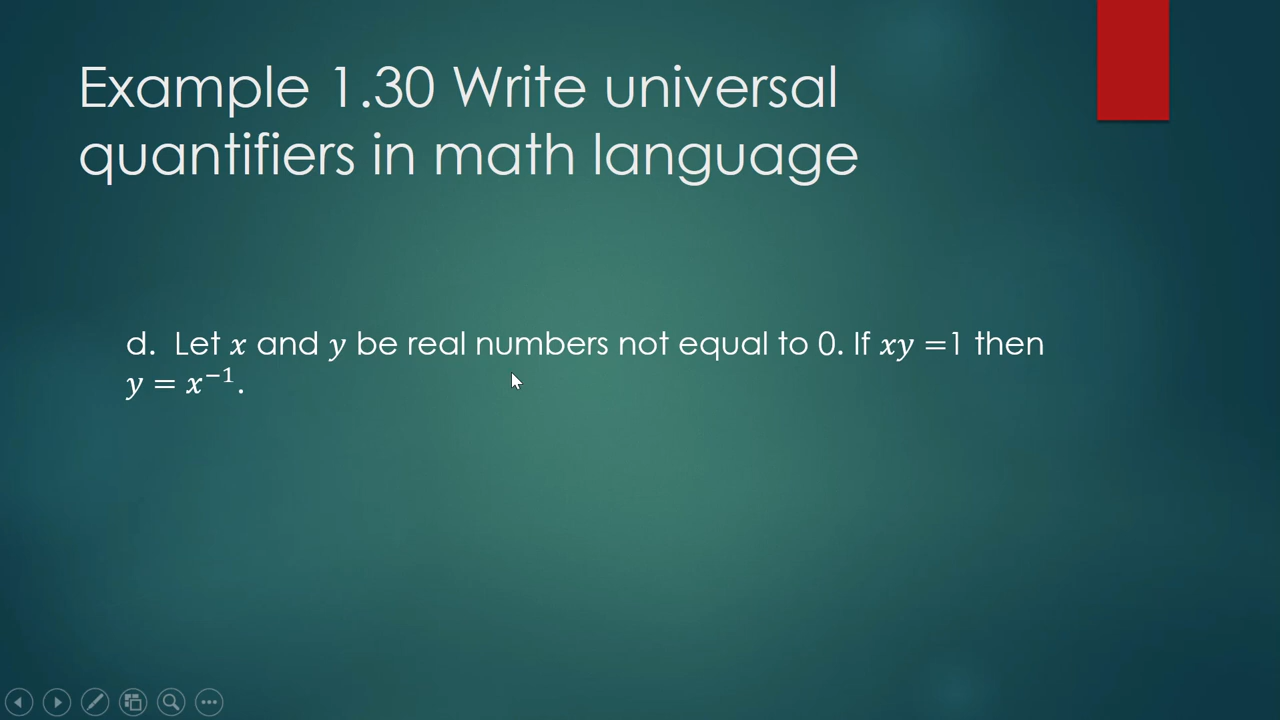 Example 1.30 Write universal
quantifiers in math language
d. Let x and y be real numbers not equal to 0. If xy =1 then
y = x⁻¹.